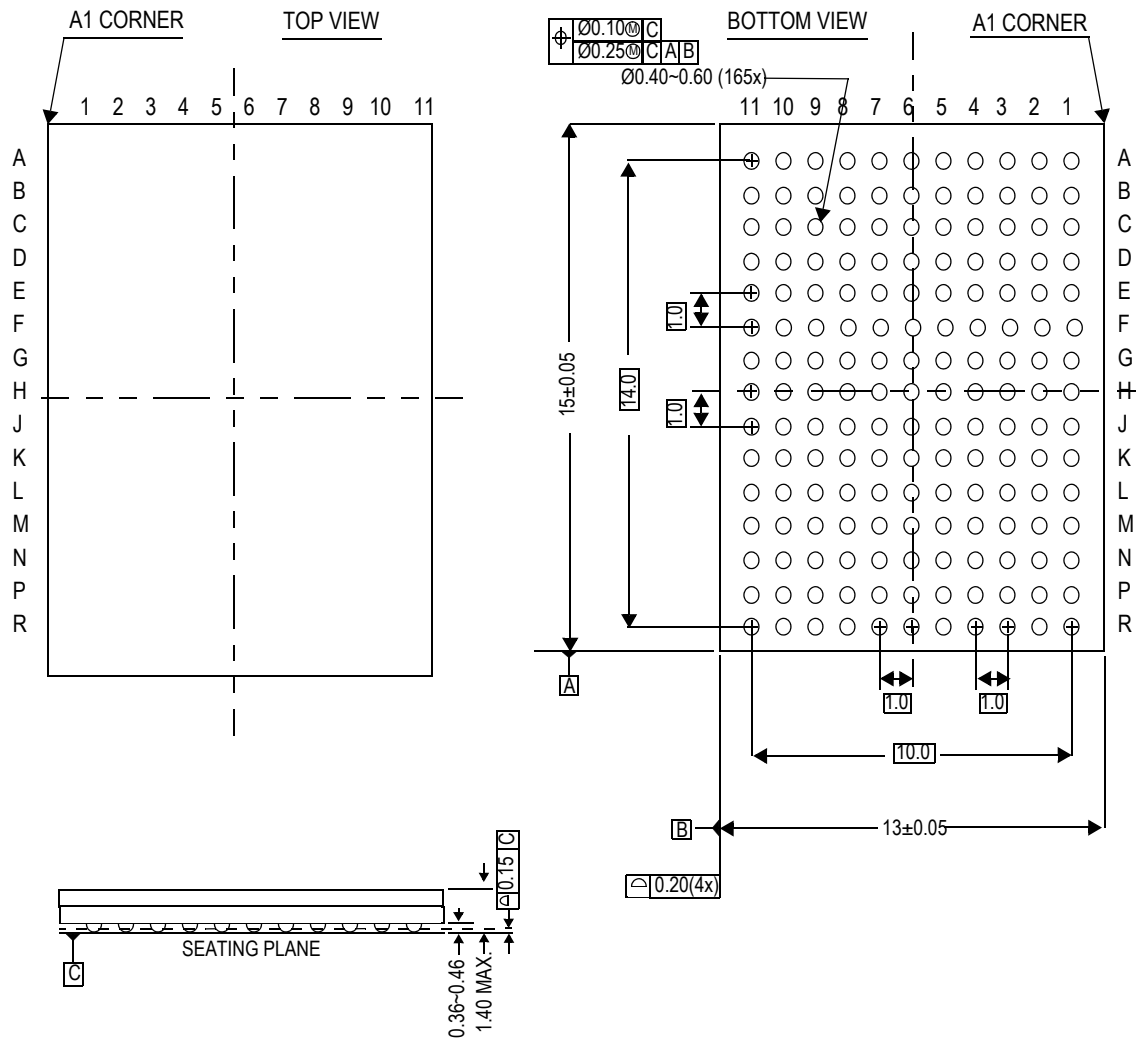 A1 CORNER
TOP VIEW
1 2 3 4 5 6 7 8 9 10 11
A
B
C
D
E
F
G
H
J
K
L
M
N
P
R
Ø0.10Ⓜ C
Ø0.25Ⓜ C A B
Ø0.40~0.60 (165x)
BOTTOM VIEW
A1 CORNER
11 10 9 8 7 6 5 4 3 2 1
A
B
C
D
E
F
G
H
J
K
L
M
N
P
R
15±0.05
14.0
1.0
1.0
A
1.0
1.0
10.0
B
13±0.05
0.20(4x)
0.15 C
SEATING PLANE
C
0.36~0.46
1.40 MAX.